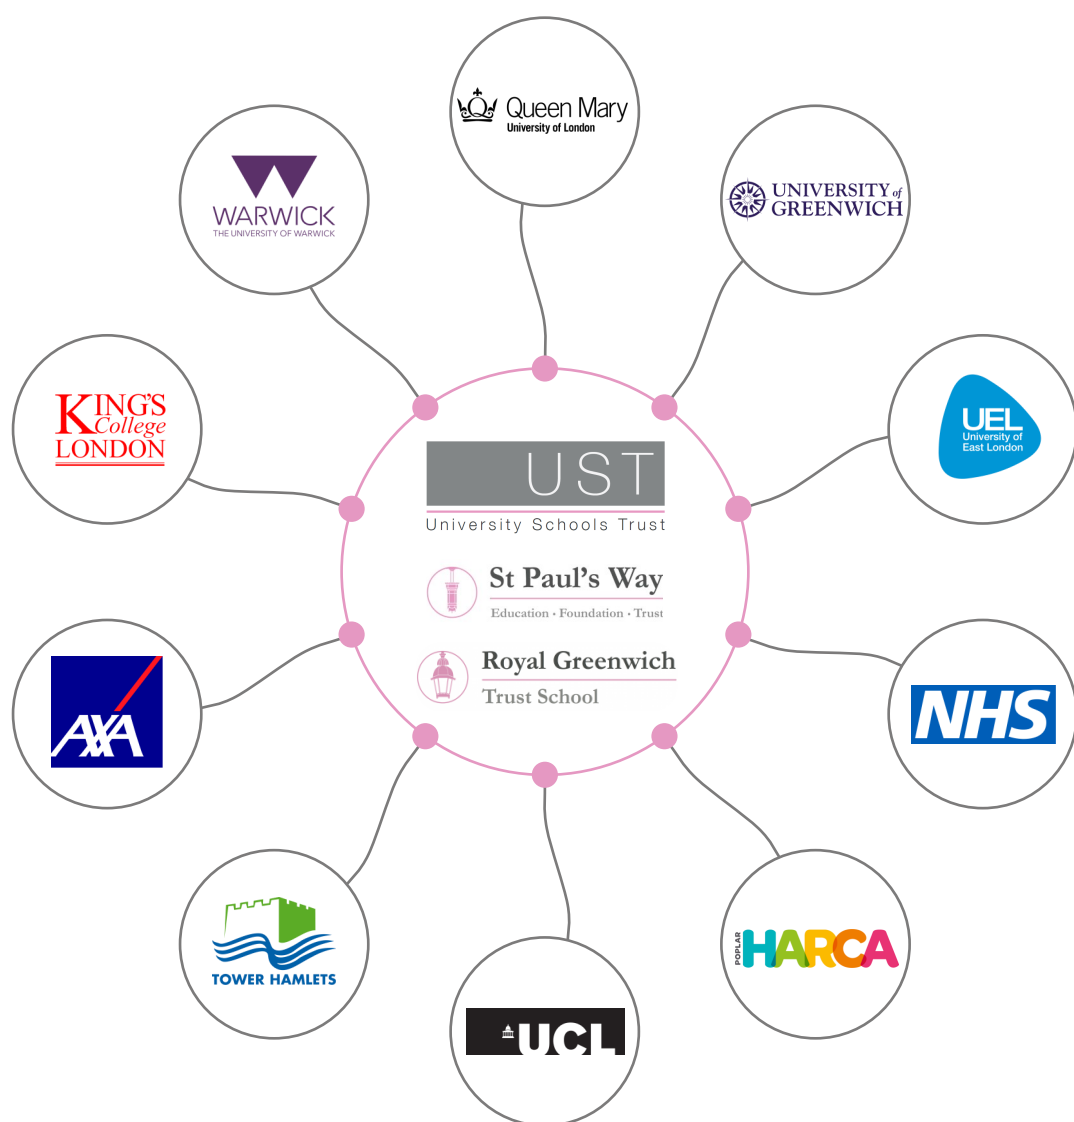 Queen Mary
University of London
WARWICK
THE UNIVERSITY OF WARWICK
UNIVERSITY of
GREENWICH
KING'S
College
LONDON
UEL
University of
East London
UST
University Schools Trust
St Paul's Way
Education • Foundation • Trust
Royal Greenwich
Trust School
AXA
NHS
TOWER HAMLETS
POPLAR
HARCA
UCL